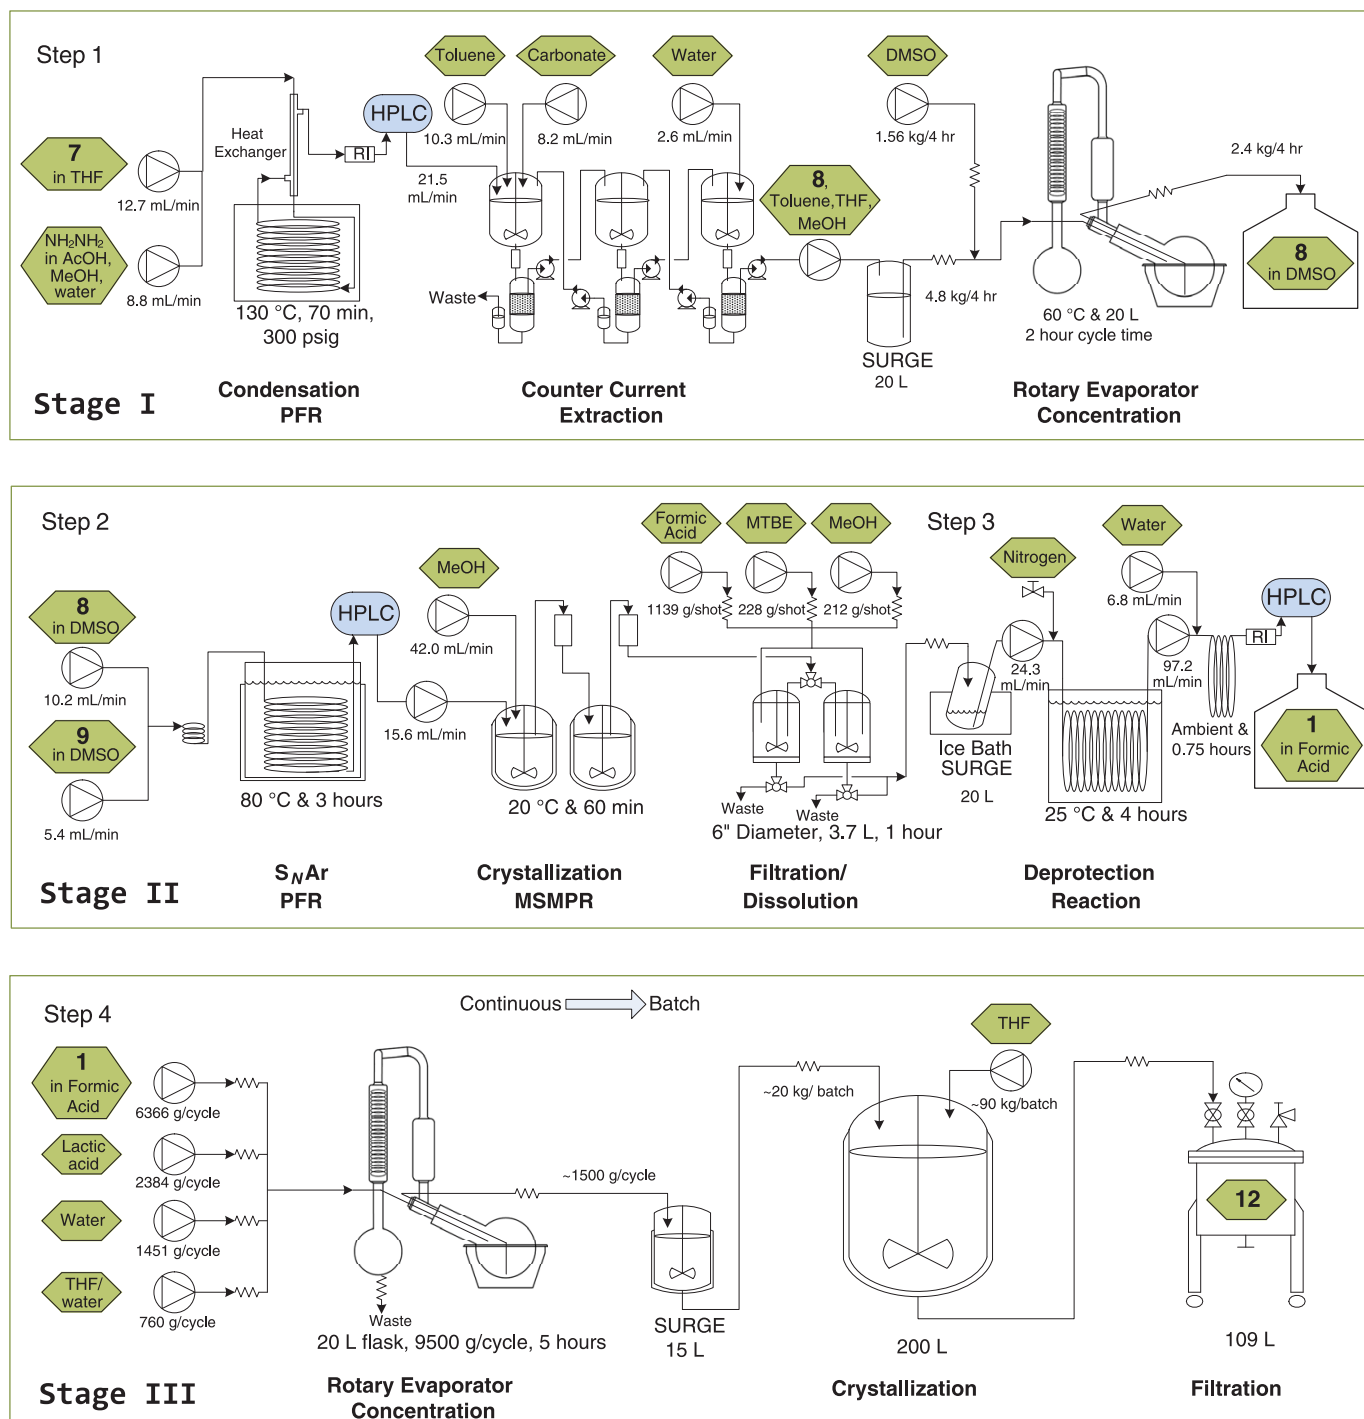 Step 1
Toluene
Carbonate
Water
DMSO
HPLC
10.3 mL/min
8.2 mL/min
2.6 mL/min
1.56 kg/4 hr
Heat
Exchanger
RI
7
in THF
12.7 mL/min
21.5
mL/min
2.4 kg/4 hr
8,
Toluene,THF,
MeOH
NH2NH2
in AcOH,
MeOH,
water
8.8 mL/min
8
in DMSO
Waste
4.8 kg/4 hr
130 °C, 70 min,
300 psig
60 °C & 20 L
2 hour cycle time
SURGE
20 L
Stage I
Condensation
PFR
Counter Current
Extraction
Rotary Evaporator
Concentration
Step 2
Formic
Acid
MTBE
MeOH
Step 3
Water
Nitrogen
MeOH
1139 g/shot
228 g/shot
212 g/shot
6.8 mL/min
HPLC
8
in DMSO
HPLC
42.0 mL/min
RI
10.2 mL/min
24.3
mL/min
97.2
mL/min
9
in DMSO
15.6 mL/min
Ambient &
0.75 hours
1
in Formic
Acid
Ice Bath
SURGE
20 L
5.4 mL/min
80 °C & 3 hours
20 °C & 60 min
Waste
Waste
6" Diameter, 3.7 L, 1 hour
25 °C & 4 hours
Stage II
SNAr
PFR
Crystallization
MSMPR
Filtration/
Dissolution
Deprotection
Reaction
Step 4
Continuous
Batch
THF
1
in Formic
Acid
6366 g/cycle
~20 kg/ batch
~90 kg/batch
Lactic
acid
2384 g/cycle
~1500 g/cycle
Water
1451 g/cycle
12
THF/
water
760 g/cycle
Waste
20 L flask, 9500 g/cycle, 5 hours
SURGE
15 L
200 L
109 L
Stage III
Rotary Evaporator
Concentration
Crystallization
Filtration